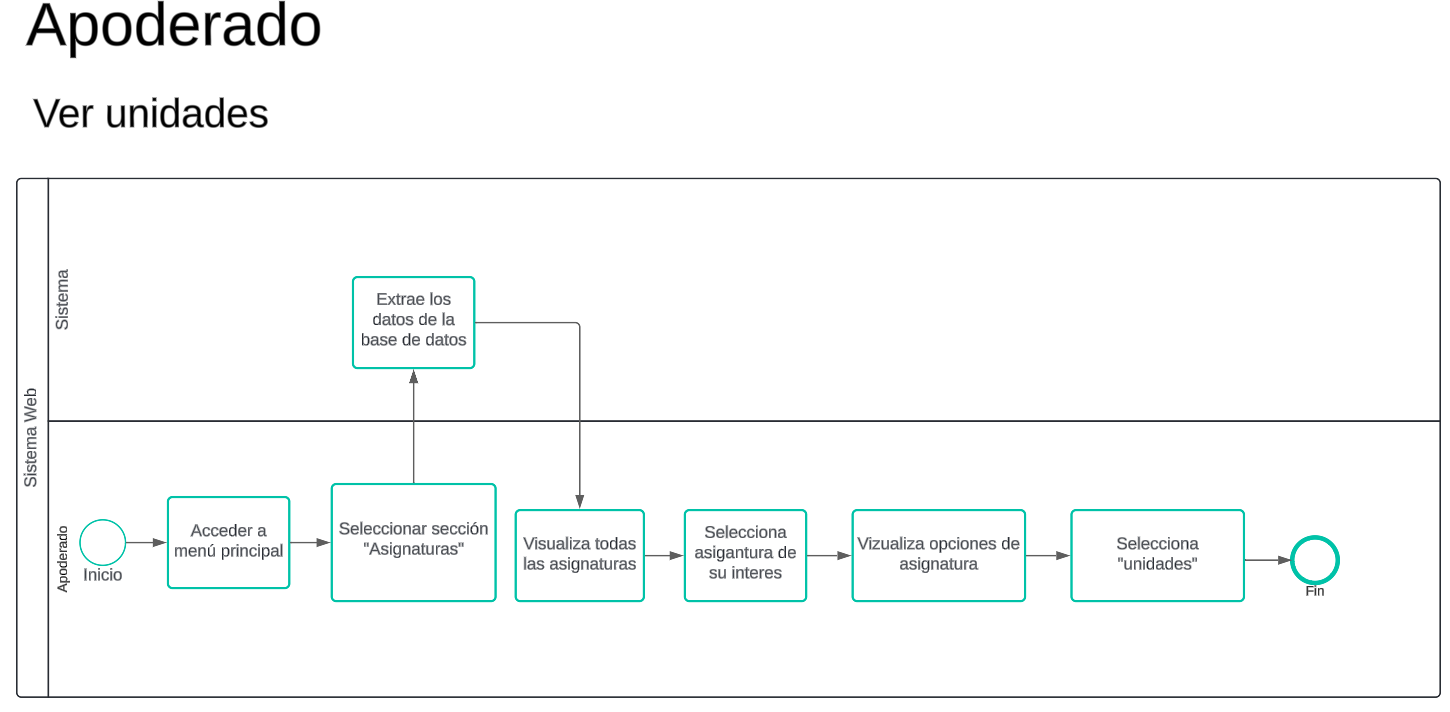 Apoderado
Ver unidades
Sistema Web
Sistema
Extrae los
datos de la
base de datos
Apoderado
Inicio
Acceder a
menú principal
Seleccionar sección
"Asignaturas"
Visualiza todas
las asignaturas
Selecciona
asigantura de
su interes
Vizualiza opciones de
asignatura
Selecciona
"unidades"
Fin